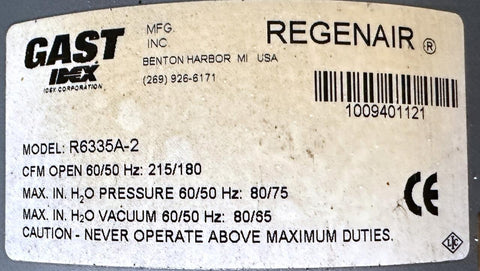 GAST
IDEX
IDEX CORPORATION
MFG.
INC.
BENTON HARBOR MI USA
(269) 926-6171
REGENAIR ®
1009401121
MODEL: R6335A-2
CFM OPEN 60/50 Hz: 215/180
MAX. IN. H₂O PRESSURE 60/50 Hz: 80/75
MAX. IN. H₂O VACUUM 60/50 Hz: 80/65
CAUTION - NEVER OPERATE ABOVE MAXIMUM DUTIES.
CE